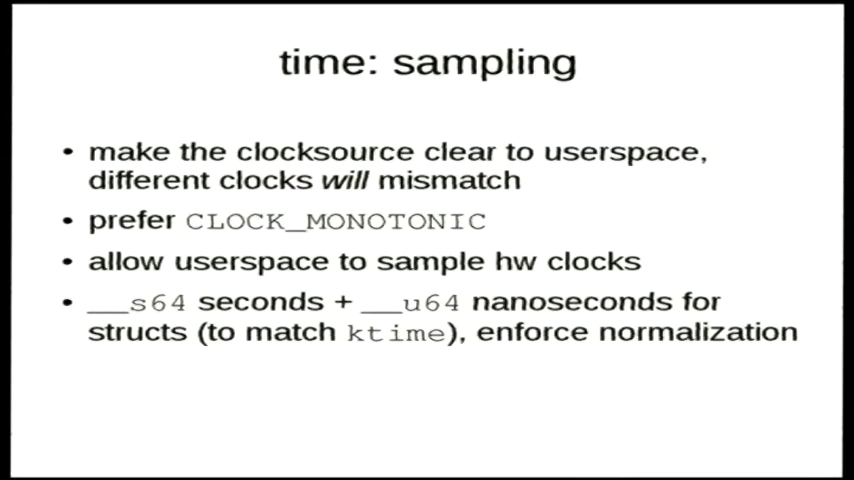 time: sampling
• make the clocksource clear to userspace,
different clocks will mismatch
• prefer CLOCK_MONOTONIC
• allow userspace to sample hw clocks
• __s64 seconds + __u64 nanoseconds for
structs (to match ktime), enforce normalization